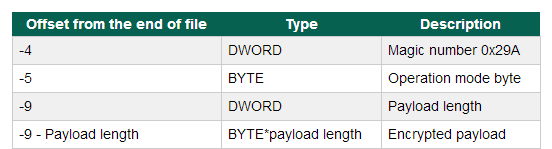 Offset from the end of file Type Description
-4 DWORD Magic number 0x29A
-5 BYTE Operation mode byte
-9 DWORD Payload length
-9 - Payload length BYTE*payload length Encrypted payload